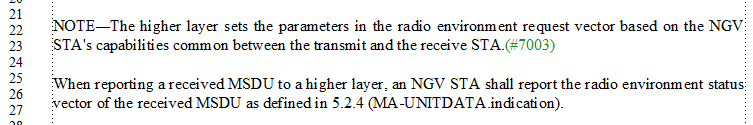 21
22 NOTE—The higher layer sets the parameters in the radio environment request vector based on the NGV
23 STA's capabilities common between the transmit and the receive STA.(#7003)
24
25 When reporting a received MSDU to a higher layer, an NGV STA shall report the radio environment status
26 vector of the received MSDU as defined in 5.2.4 (MA-UNITDATA.indication).
27